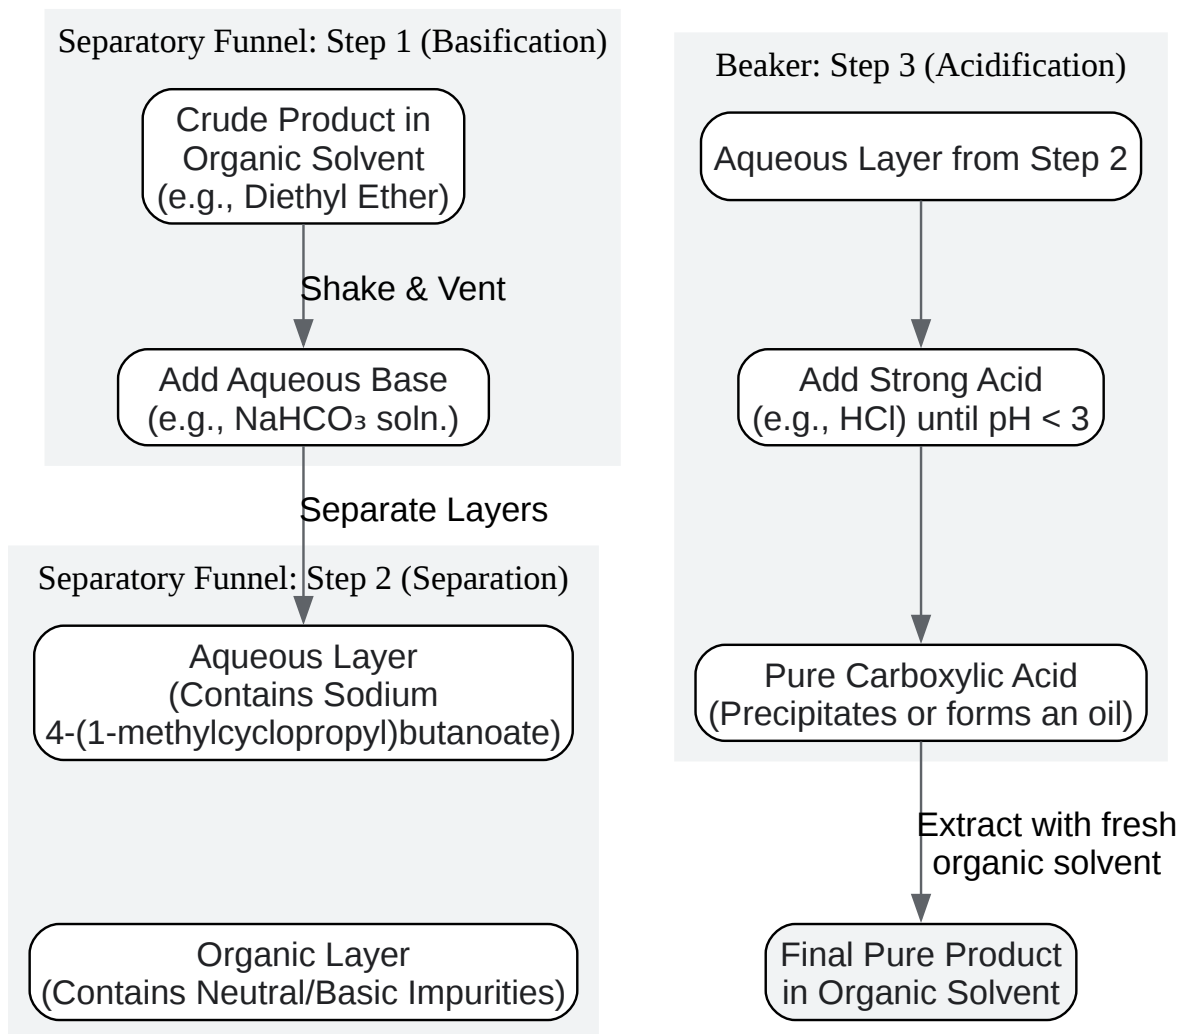 Separatory Funnel: Step 1 (Basification)
Crude Product in
Organic Solvent
(e.g., Diethyl Ether)
Shake & Vent
Add Aqueous Base
(e.g., NaHCO₃ soln.)
Separate Layers
Separatory Funnel: Step 2 (Separation)
Aqueous Layer
(Contains Sodium
4-(1-methylcyclopropyl)butanoate)
Organic Layer
(Contains Neutral/Basic Impurities)
Beaker: Step 3 (Acidification)
Aqueous Layer from Step 2
Add Strong Acid
(e.g., HCl) until pH < 3
Pure Carboxylic Acid
(Precipitates or forms an oil)
Extract with fresh
organic solvent
Final Pure Product
in Organic Solvent